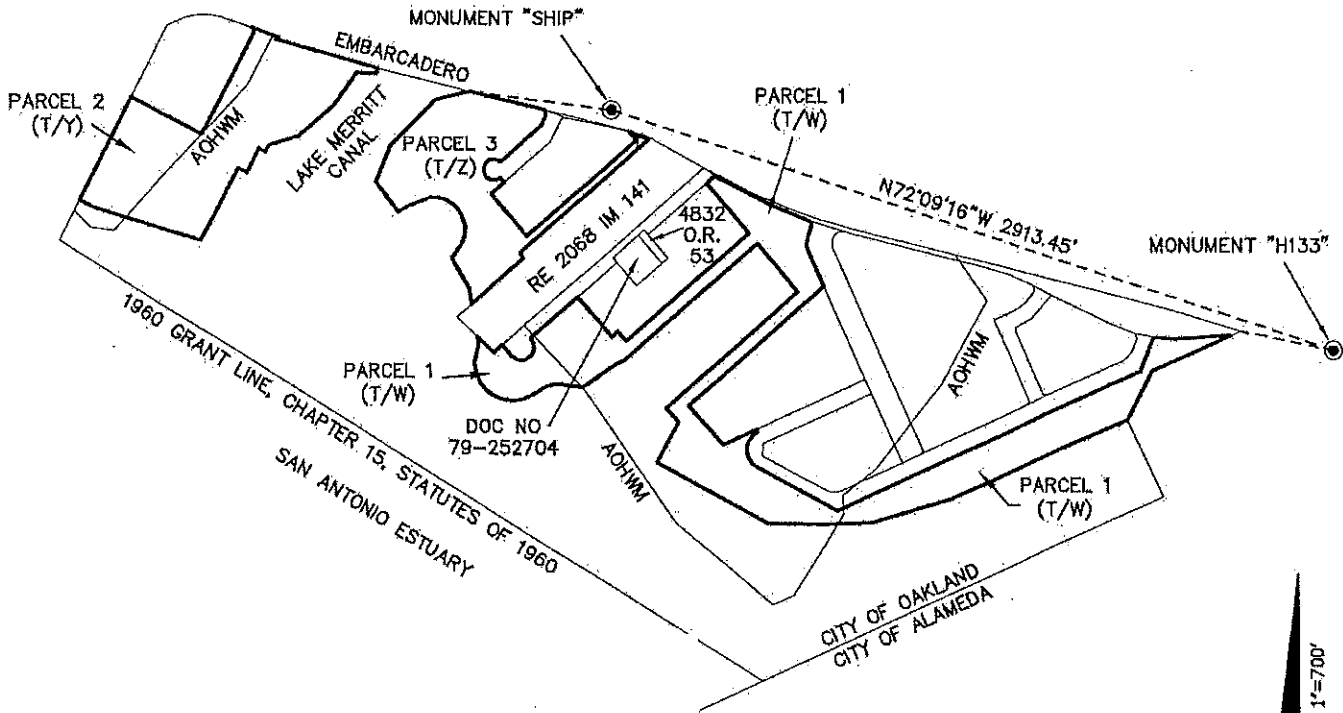 MONUMENT "SHIP"
EMBARCADERO
PARCEL 2
(T/Y)
AOHWM
LAKE MERRITT
CANAL
PARCEL 3
(T/Z)
PARCEL 1
(T/W)
RE 2068 IM 141
4832
O.R.
53
N72°09'16"W 2913.45'
MONUMENT "H133"
1960 GRANT LINE, CHAPTER 15, STATUTES OF 1960
SAN ANTONIO ESTUARY
PARCEL 1
(T/W)
DOC NO
79-252704
AOHWM
AOHWM
PARCEL 1
(T/W)
CITY OF OAKLAND
CITY OF ALAMEDA
1"=700'